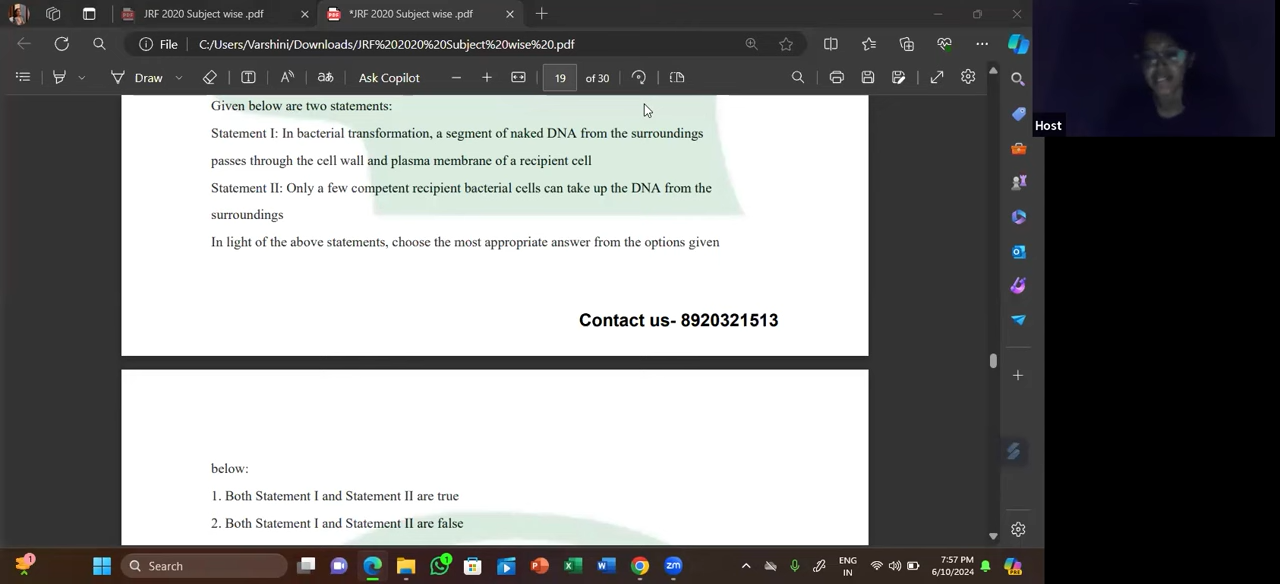 JRF 2020 Subject wise .pdf
*JRF 2020 Subject wise .pdf
File
C:/Users/Varshini/Downloads/JRF%202020%20Subject%20wise%20.pdf
Draw
Ask Copilot
19 of 30
Host
Given below are two statements:
Statement I: In bacterial transformation, a segment of naked DNA from the surroundings
passes through the cell wall and plasma membrane of a recipient cell
Statement II: Only a few competent recipient bacterial cells can take up the DNA from the
surroundings
In light of the above statements, choose the most appropriate answer from the options given
Contact us- 8920321513
below:
1. Both Statement I and Statement II are true
2. Both Statement I and Statement II are false
Search
ENG
IN
7:57 PM
6/10/2024